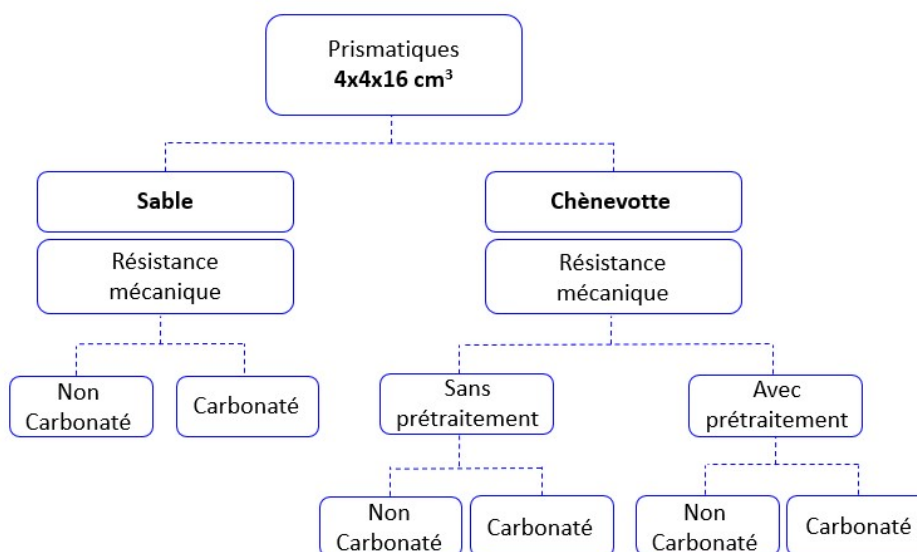 Prismatiques
4x4x16 cm³
Sable
Chènevotte
Résistance
mécanique
Résistance
mécanique
Non
Carbonaté
Carbonaté
Sans
prétraitement
Avec
prétraitement
Non
Carbonaté
Carbonaté
Non
Carbonaté
Carbonaté